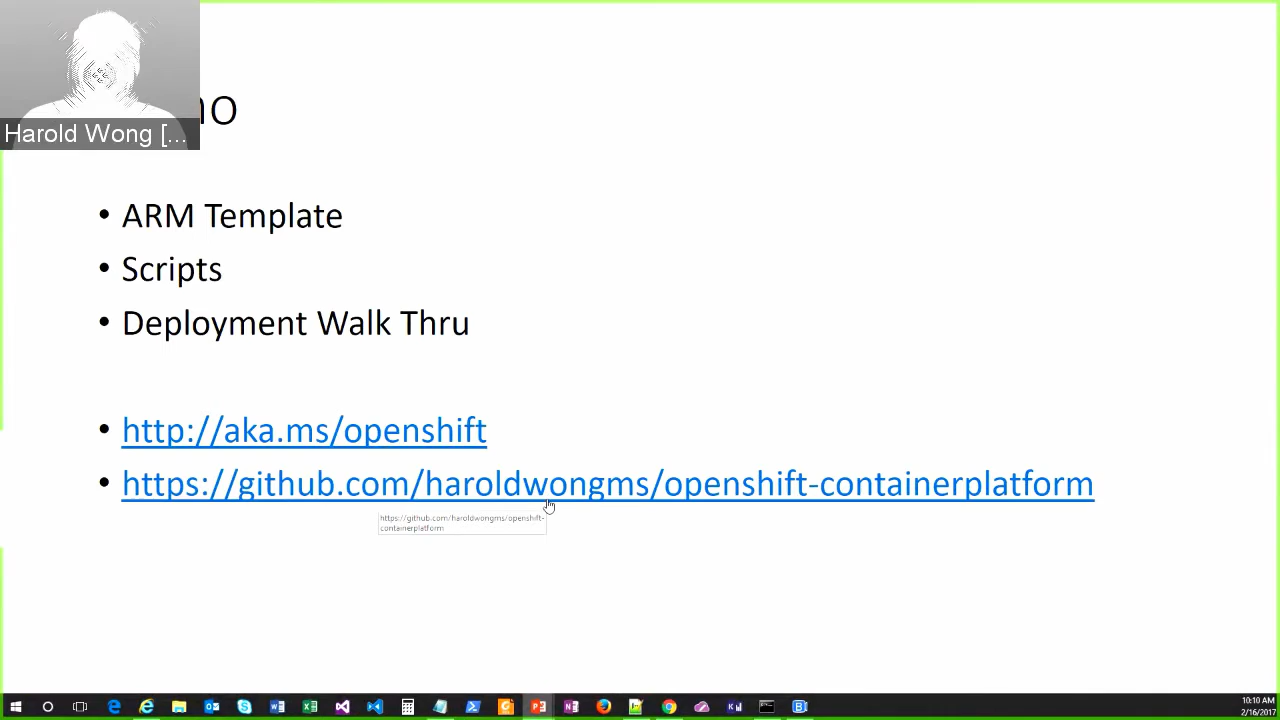 Harold Wong [...
ARM Template
Scripts
Deployment Walk Thru
http://aka.ms/openshift
https://github.com/haroldwongms/openshift-containerplatform
https://github.com/haroldwongms/openshift-
containerplatform
10:10 AM
2/16/2017